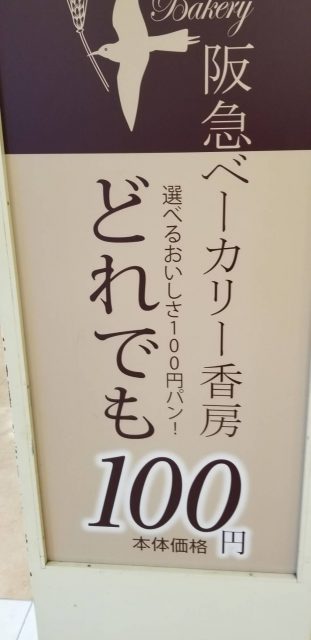 Bakery
阪急ベーカリー香房
選べるおいしさ100円パン!
どれでも
100円
本体価格